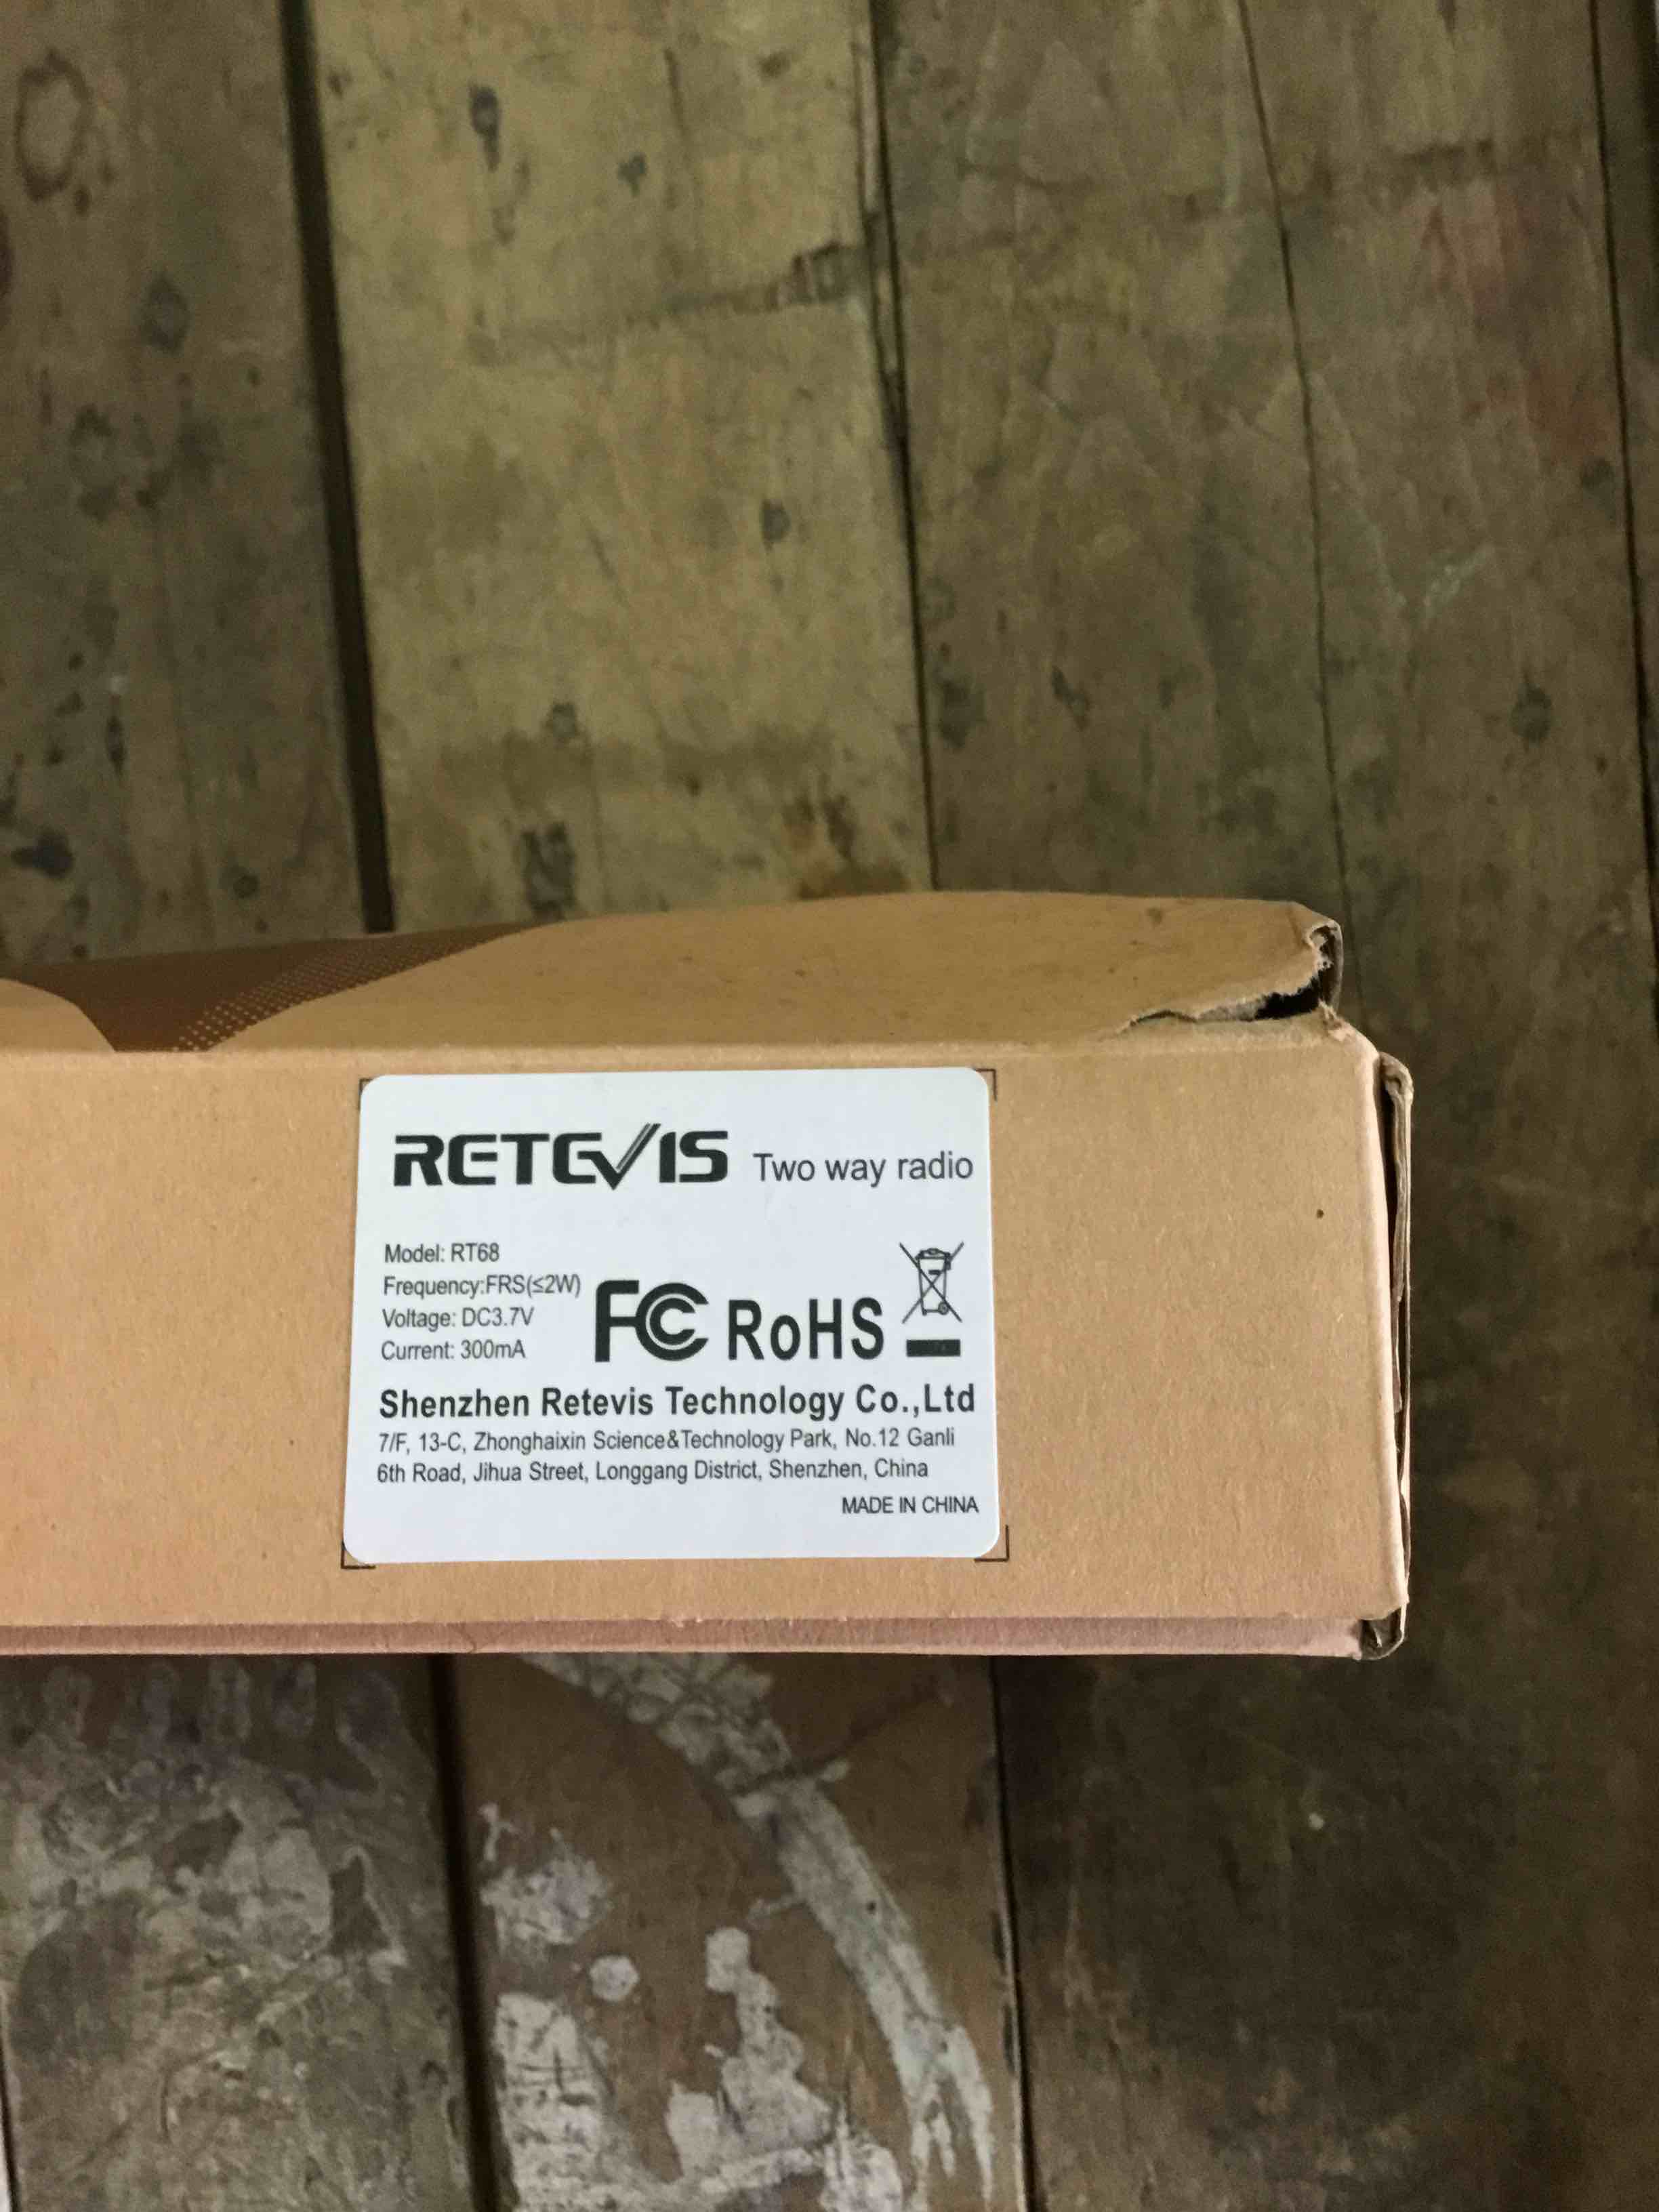 RETEVIS Two way radio
Model: RT68
Frequency:FRS(≤2W)
Voltage: DC3.7V
Current: 300mA
FC RoHS
Shenzhen Retevis Technology Co.,Ltd
7/F, 13-C, Zhonghaixin Science&Technology Park, No.12 Ganli
6th Road, Jihua Street, Longgang District, Shenzhen, China
MADE IN CHINA